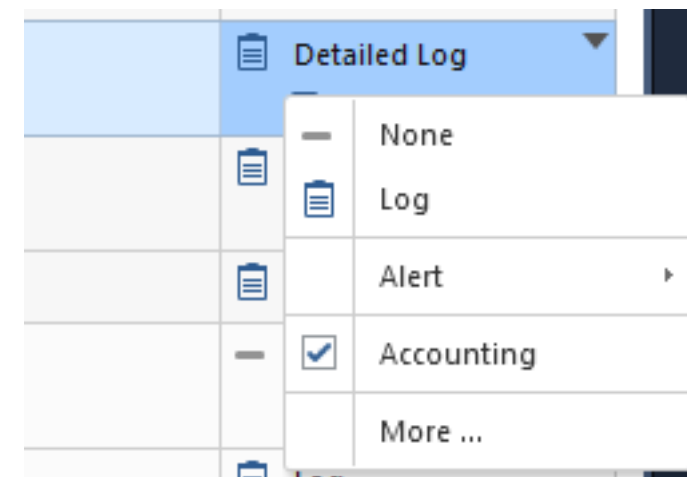 Detailed Log
None
Log
Alert
Accounting
More ...